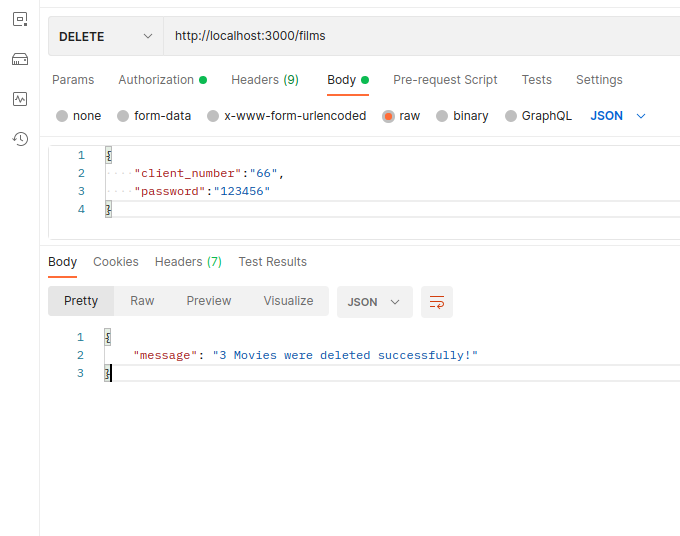 DELETE http://localhost:3000/films
Params Authorization Headers (9) Body Pre-request Script Tests Settings
none form-data x-www-form-urlencoded raw binary GraphQL JSON
1 {
2 "client_number":"66",
3 "password":"123456"
4 }
Body Cookies Headers (7) Test Results
Pretty Raw Preview Visualize JSON
1 {
2 "message": "3 Movies were deleted successfully!"
3 }